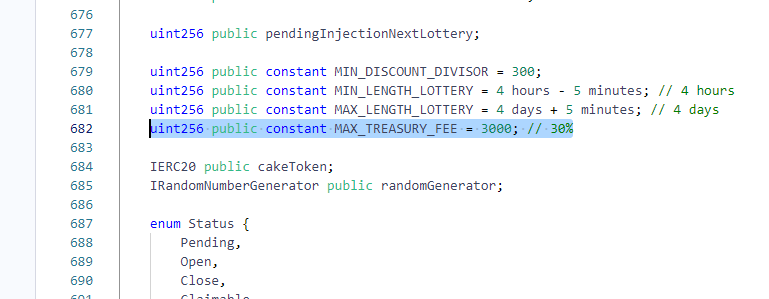 676
677 uint256 public pendingInjectionNextLottery;
678
679 uint256 public constant MIN_DISCOUNT_DIVISOR = 300;
680 uint256 public constant MIN_LENGTH_LOTTERY = 4 hours - 5 minutes; // 4 hours
681 uint256 public constant MAX_LENGTH_LOTTERY = 4 days + 5 minutes; // 4 days
682 uint256 public constant MAX_TREASURY_FEE = 3000; // 30%
683
684 IERC20 public cakeToken;
685 IRandomNumberGenerator public randomGenerator;
686
687 enum Status {
688 Pending,
689 Open,
690 Close,
691 Claimable